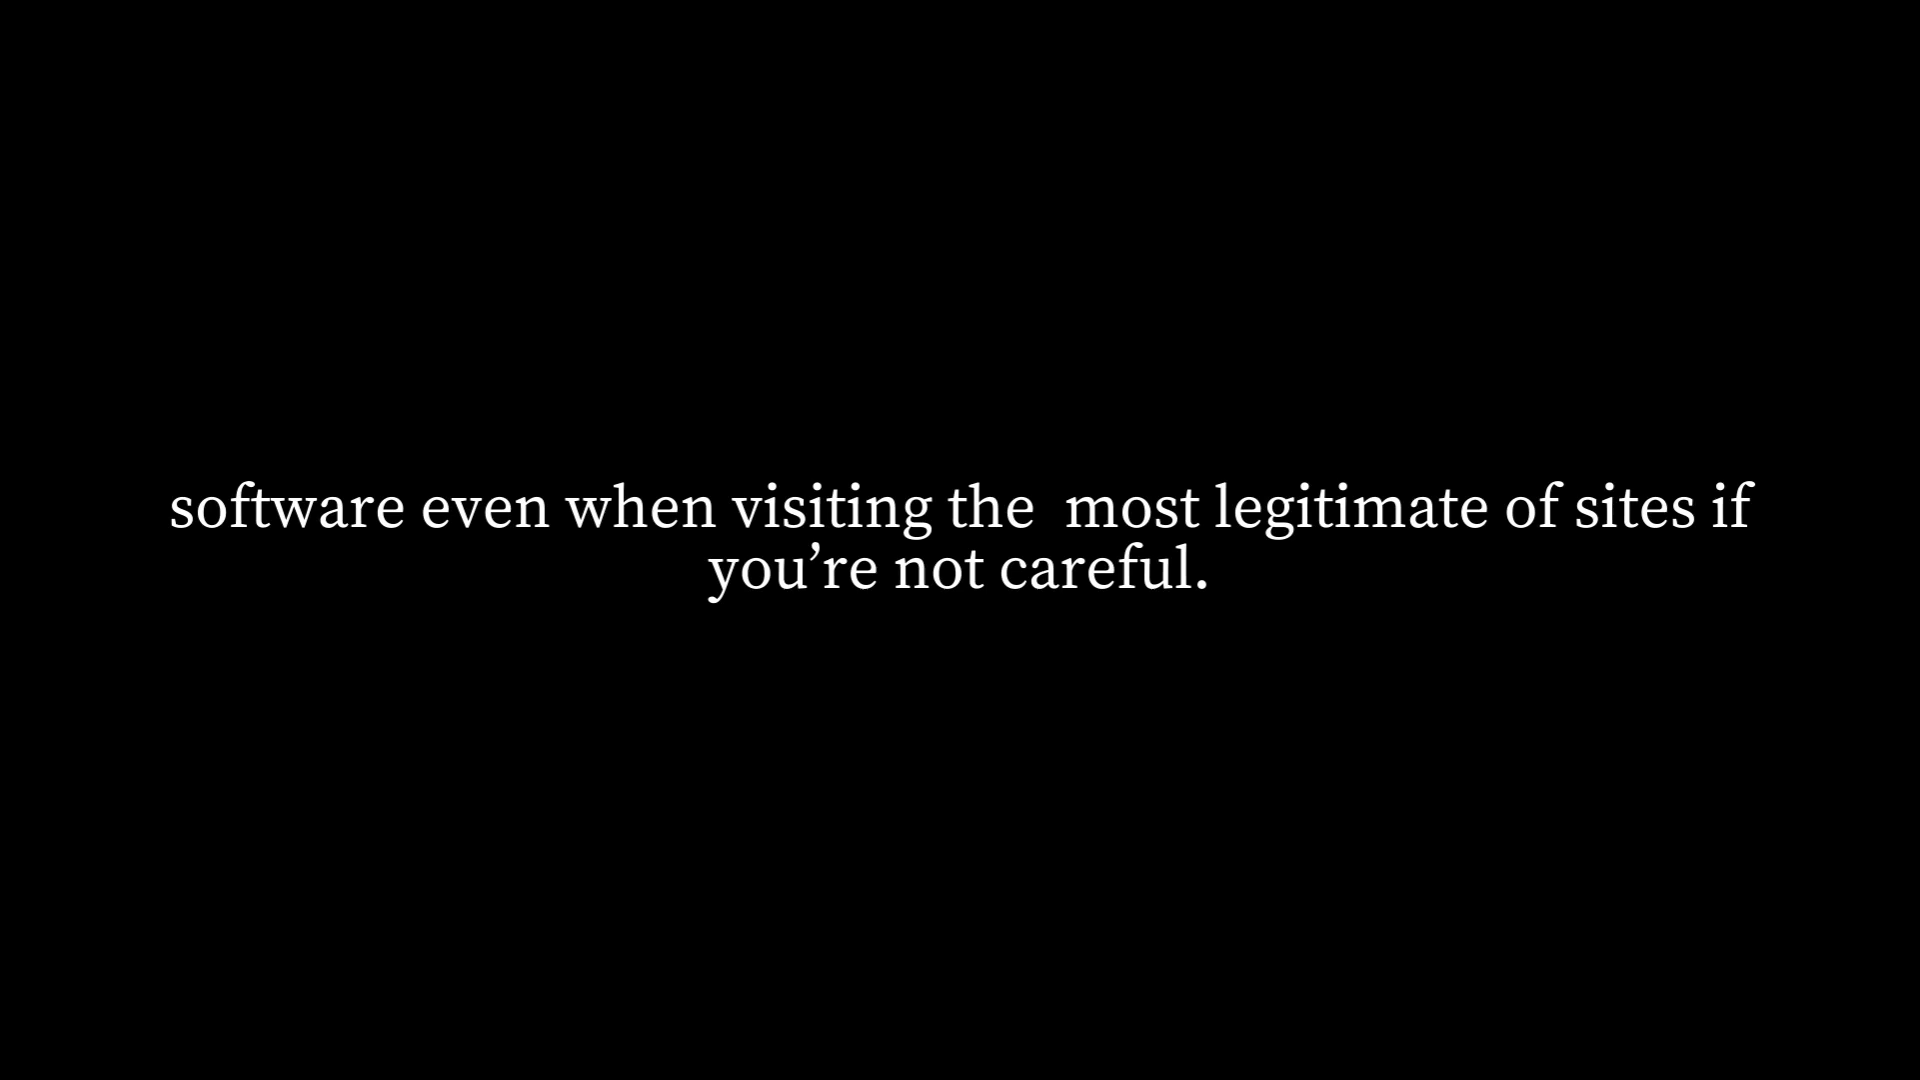 software even when visiting the  most legitimate of sites if
you’re not careful.